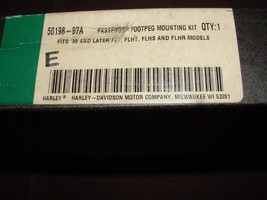 50198-97A PASSENGER FOOTPEG MOUNTING KIT QTY:1
FITS '80 AND LATER FLT, FLHT, FLHS AND FLHR MODELS
E
HARLEY HARLEY-DAVIDSON MOTOR COMPANY, MILWAUKEE WI 53201